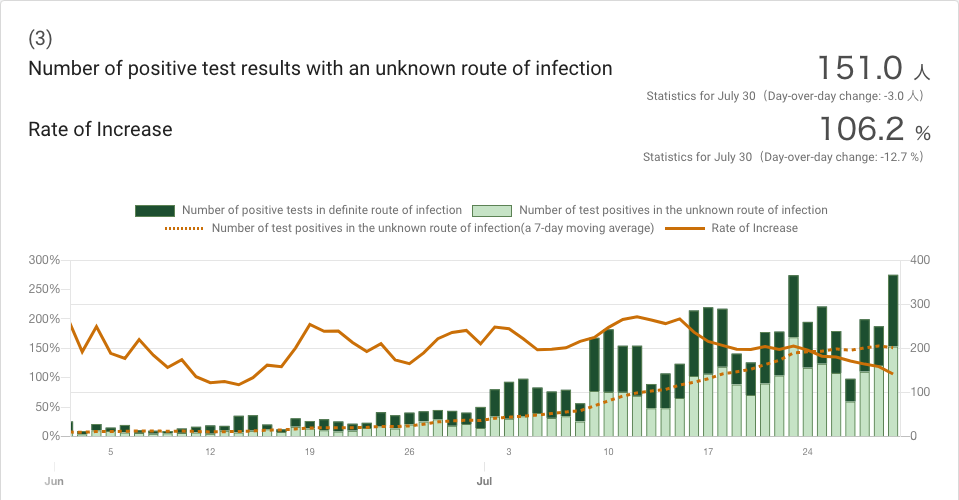 (3)
Number of positive test results with an unknown route of infection
151.0 人
Statistics for July 30（Day-over-day change: -3.0 人）
Rate of Increase
106.2 %
Statistics for July 30（Day-over-day change: -12.7 %）
Number of positive tests in definite route of infection Number of test positives in the unknown route of infection
Number of test positives in the unknown route of infection(a 7-day moving average) Rate of Increase
300% 400
250%
200% 300
150% 200
100%
50% 100
0% 0
5 12 19 26 3 10 17 24
Jun Jul